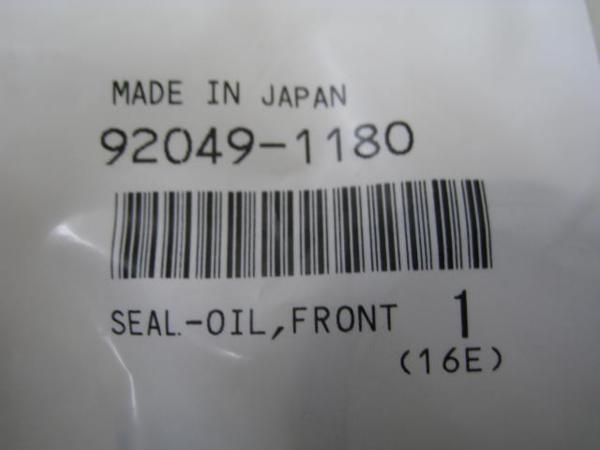 MADE IN JAPAN
92049-1180
SEAL.-OIL,FRONT 1
(16E)